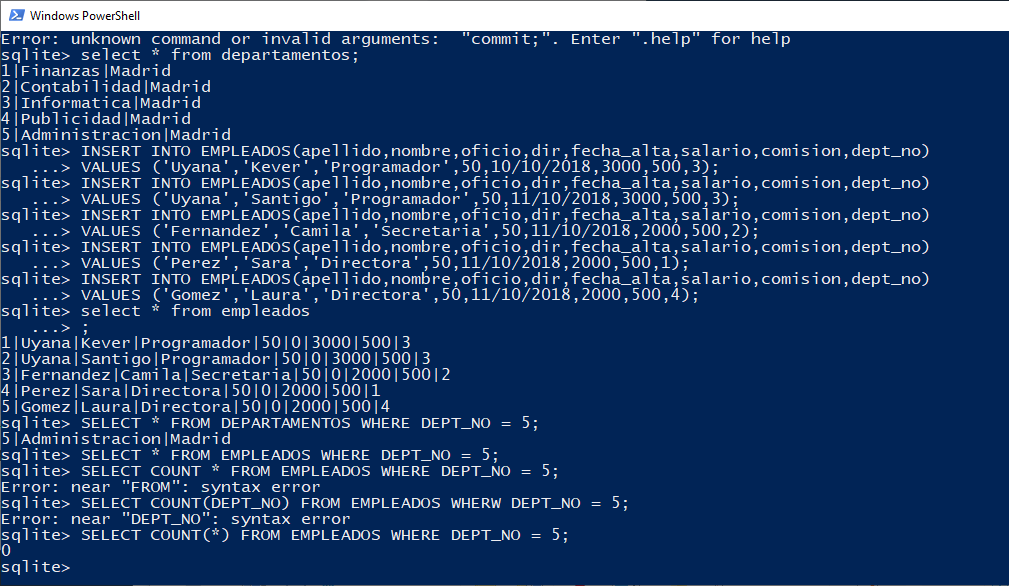 Windows PowerShell
Error: unknown command or invalid arguments:  "commit;". Enter ".help" for help
sqlite> select * from departamentos;
1|Finanzas|Madrid
2|Contabilidad|Madrid
3|Informatica|Madrid
4|Publicidad|Madrid
5|Administracion|Madrid
sqlite> INSERT INTO EMPLEADOS(apellido,nombre,oficio,dir,fecha_alta,salario,comision,dept_no)
   ...> VALUES ('Uyana','Kever','Programador',50,10/10/2018,3000,500,3);
sqlite> INSERT INTO EMPLEADOS(apellido,nombre,oficio,dir,fecha_alta,salario,comision,dept_no)
   ...> VALUES ('Uyana','Santigo','Programador',50,11/10/2018,3000,500,3);
sqlite> INSERT INTO EMPLEADOS(apellido,nombre,oficio,dir,fecha_alta,salario,comision,dept_no)
   ...> VALUES ('Fernandez','Camila','Secretaria',50,11/10/2018,2000,500,2);
sqlite> INSERT INTO EMPLEADOS(apellido,nombre,oficio,dir,fecha_alta,salario,comision,dept_no)
   ...> VALUES ('Perez','Sara','Directora',50,11/10/2018,2000,500,1);
sqlite> INSERT INTO EMPLEADOS(apellido,nombre,oficio,dir,fecha_alta,salario,comision,dept_no)
   ...> VALUES ('Gomez','Laura','Directora',50,11/10/2018,2000,500,4);
sqlite> select * from empleados
   ...> ;
1|Uyana|Kever|Programador|50|0|3000|500|3
2|Uyana|Santigo|Programador|50|0|3000|500|3
3|Fernandez|Camila|Secretaria|50|0|2000|500|2
4|Perez|Sara|Directora|50|0|2000|500|1
5|Gomez|Laura|Directora|50|0|2000|500|4
sqlite> SELECT * FROM DEPARTAMENTOS WHERE DEPT_NO = 5;
5|Administracion|Madrid
sqlite> SELECT * FROM EMPLEADOS WHERE DEPT_NO = 5;
sqlite> SELECT COUNT * FROM EMPLEADOS WHERE DEPT_NO = 5;
Error: near "FROM": syntax error
sqlite> SELECT COUNT(DEPT_NO) FROM EMPLEADOS WHERW DEPT_NO = 5;
Error: near "DEPT_NO": syntax error
sqlite> SELECT COUNT(*) FROM EMPLEADOS WHERE DEPT_NO = 5;
0
sqlite>